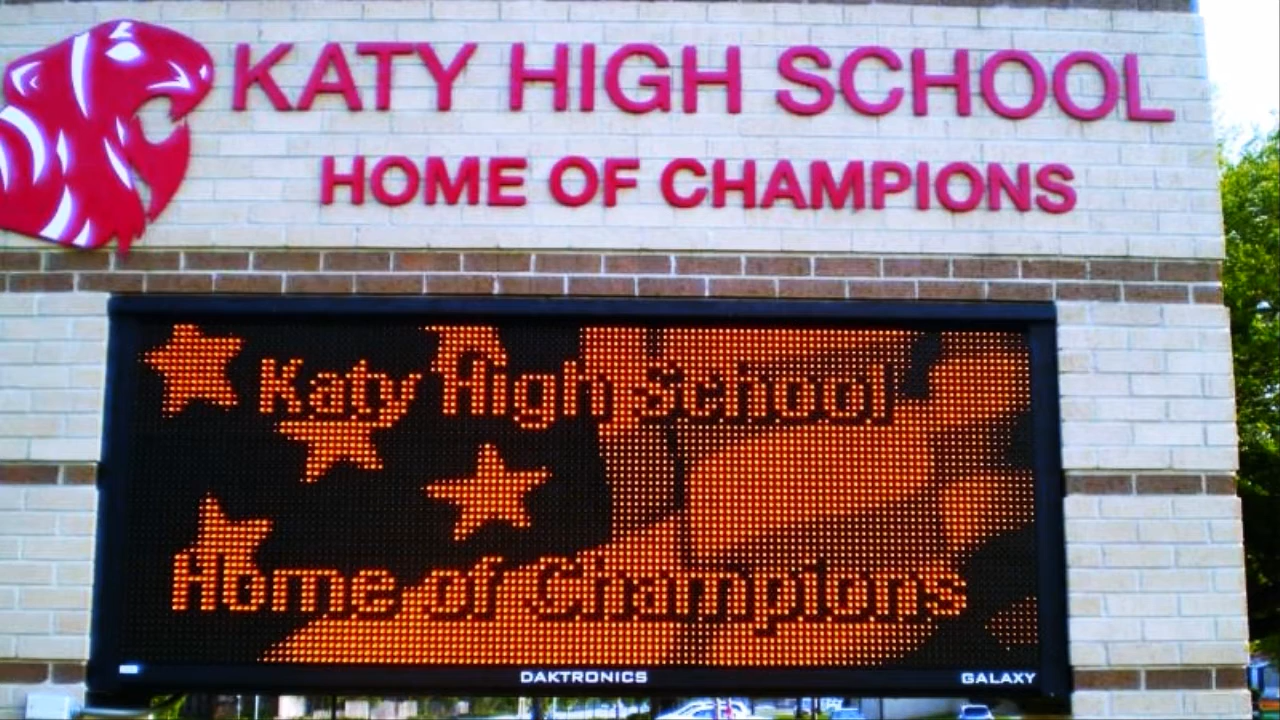 KATY HIGH SCHOOL
HOME OF CHAMPIONS
Katy High School
Home of Champions
DAKTRONICS GALAXY